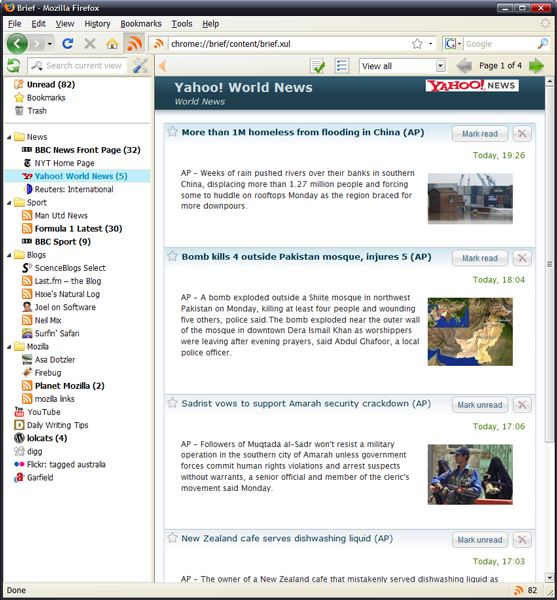 Brief - Mozilla Firefox
File Edit View History Bookmarks Tools Help
chrome://brief/content/brief.xul
G Google
Search current view
View all
Page 1 of 4
Unread (82)
Bookmarks
Trash
News
BBC News Front Page (32)
NYT Home Page
Yahoo! World News (5)
Reuters: International
Sport
Man Utd News
Formula 1 Latest (30)
BBC Sport (9)
Blogs
ScienceBlogs Select
Last.fm – the Blog
Hixie's Natural Log
Joel on Software
Neil Mix
Surfin' Safari
Mozilla
Asa Dotzler
Firebug
Planet Mozilla (2)
mozilla links
YouTube
Daily Writing Tips
lolcats (4)
digg
Flickr: tagged australia
Garfield
Yahoo! World News
World News
YAHOO! NEWS
More than 1M homeless from flooding in China (AP)
Mark read
Today, 19:26
AP – Weeks of rain pushed rivers over their banks in southern
China, displacing more than 1.27 million people and forcing
some to huddle on rooftops Monday as the region braced for
more downpours.
Bomb kills 4 outside Pakistan mosque, injures 5 (AP)
Mark read
Today, 18:04
AP – A bomb exploded outside a Shiite mosque in northwest
Pakistan on Monday, killing at least four people and wounding
five others, police said.The bomb exploded near the outer wall
of the mosque in downtown Dera Ismail Khan as worshippers
were leaving after evening prayers, said Abdul Ghafoor, a local
police officer.
Sadrist vows to support Amarah security crackdown (AP)
Mark unread
Today, 17:06
AP – Followers of Muqtada al-Sadr won't resist a military
operation in the southern city of Amarah unless government
forces commit human rights violations and arrest suspects
without warrants, a senior official and member of the cleric's
movement said Monday.
New Zealand cafe serves dishwashing liquid (AP)
Mark unread
Today, 17:03
AP – The owner of a New Zealand cafe that mistakenly served dishwashing liquid as
Done
82